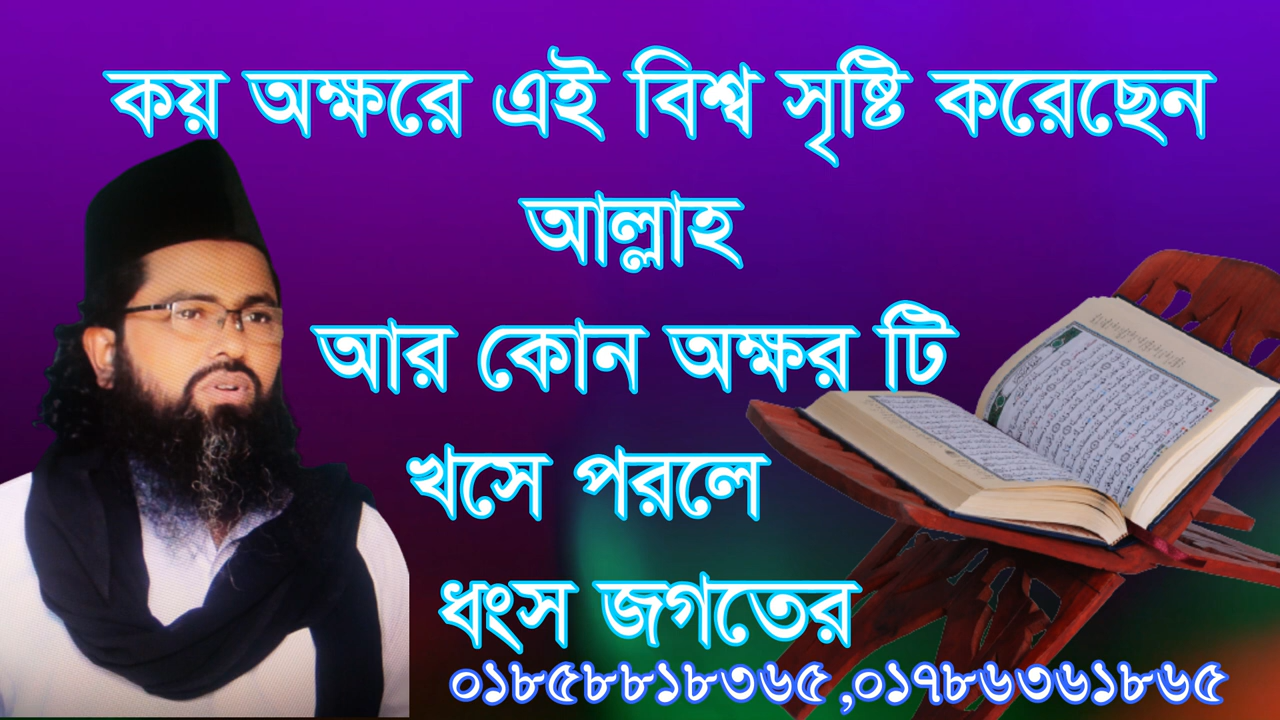 কয় অক্ষরে এই বিশ্ব সৃষ্টি করেছেন
আল্লাহ
আর কোন অক্ষর টি
খসে পরলে
ধংস জগতের
০১৮৫৮৮১৮৩৬৫ ,০১৭৮৬৩৬১৮৬৫